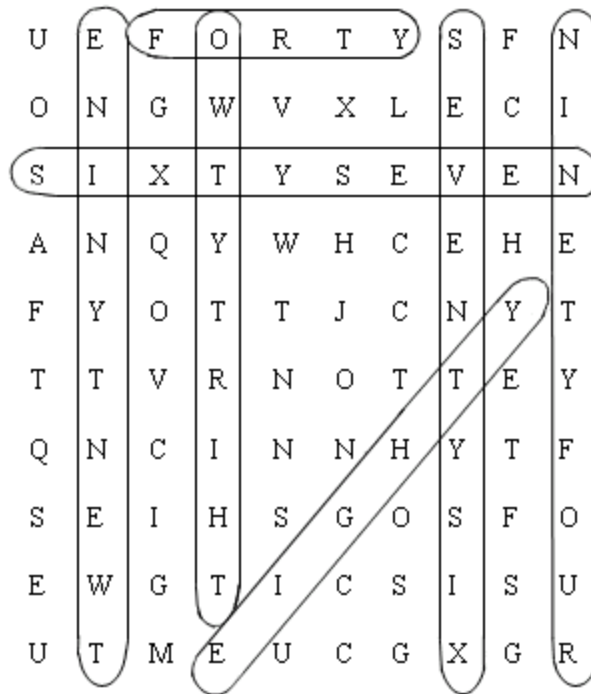 U E F O R T Y S F N
O N G W V X L E C I
S I X T Y S E V E N
A N Q Y W H C E H E
F Y O T T J C N Y T
T T V R N O T T E Y
Q N C I N N H Y T F
S E I H S G O S F O
E W G T I C S I S U
U T M E U C G X G R